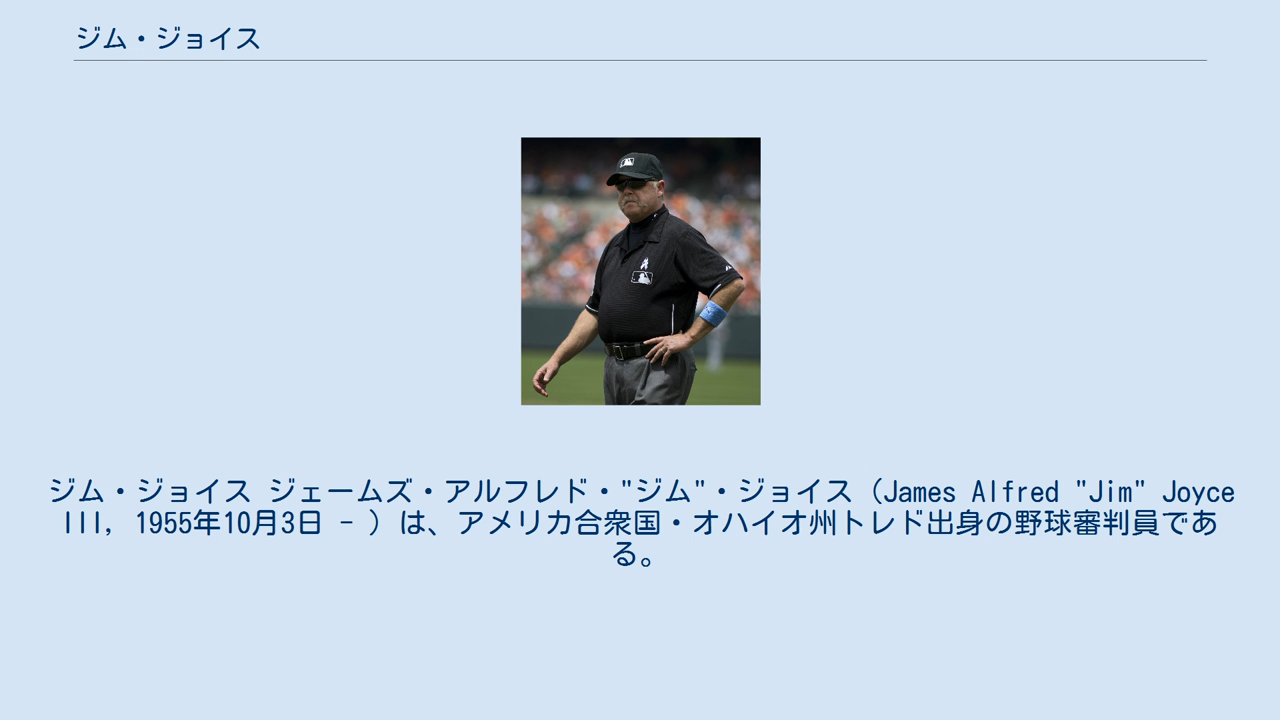 ジム・ジョイス
ジム・ジョイス ジェームズ・アルフレド・"ジム"・ジョイス（James Alfred "Jim" Joyce
III, 1955年10月3日 - ）は、アメリカ合衆国・オハイオ州トレド出身の野球審判員であ
る。